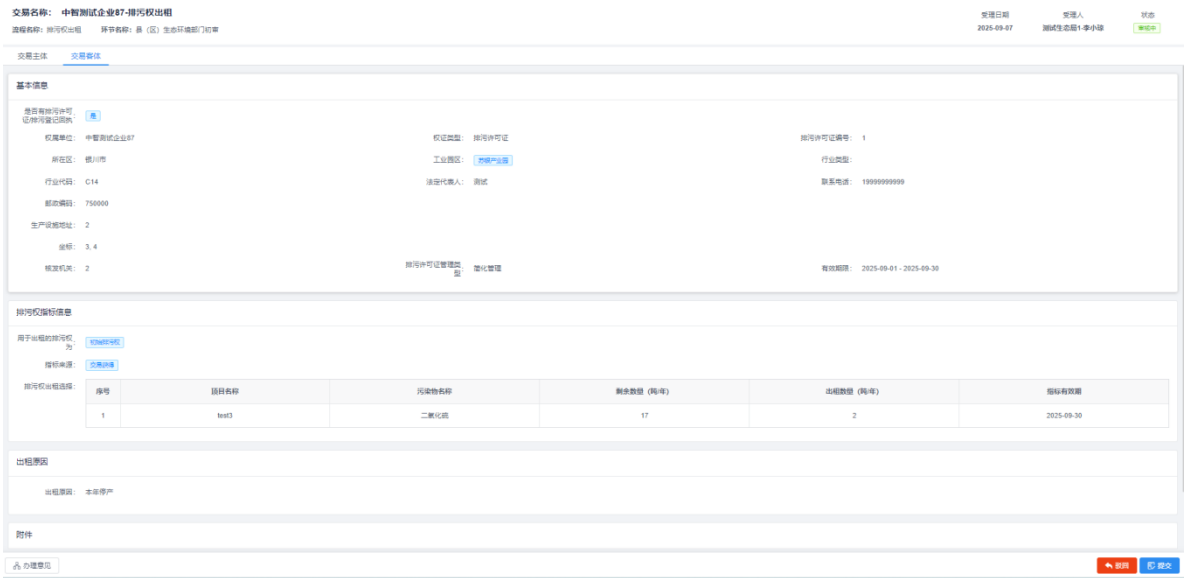 交易名称： 中智测试企业87-排污权出租
受理日期 受理人 状态
流程名称：排污权出租 环节名称：县（区）生态环境部门初审
2025-09-07 测试生态局1-李小琼 审核中
交易主体 交易客体
基本信息
是否有排污许可证/排污登记回执： 是
权属单位： 中智测试企业87 权证类型： 排污许可证 排污许可证编号： 1
所在区： 银川市 工业园区： 苏银产业园 行业类型：
行业代码： C14 法定代表人： 测试 联系电话： 19999999999
邮政编码： 750000
生产设施地址： 2
坐标： 3, 4
核发机关： 2 排污许可证管理类型： 简化管理 有效期限： 2025-09-01 - 2025-09-30
排污权指标信息
用于出租的排污权为： 初始排污权
指标来源： 交易获得
排污权出租选择：
序号 项目名称 污染物名称 剩余数量（吨/年） 出租数量（吨/年） 指标有效期
1 test3 二氧化硫 17 2 2025-09-30
出租原因
出租原因： 本年停产
附件
办理意见 驳回 提交